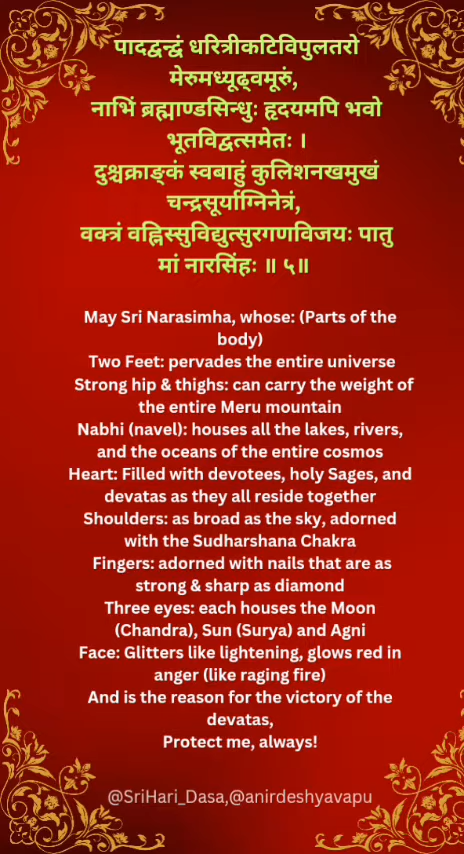 पादद्वन्द्वं धरित्रीकटिविपुलतरो
मेरुमध्यूढ्वमूरुं,
नाभिं ब्रह्माण्डसिन्धुः हृदयमपि भवो
भूतविद्वत्समेतः ।
दुश्चक्राङ्कं स्वबाहुं कुलिशनखमुखं
चन्द्रसूर्याग्निनेत्रं,
वक्त्रं वह्निस्सुविद्युत्सुरगणविजयः पातु
मां नारसिंहः ॥ ५॥
May Sri Narasimha, whose: (Parts of the
body)
Two Feet: pervades the entire universe
Strong hip & thighs: can carry the weight of
the entire Meru mountain
Nabhi (navel): houses all the lakes, rivers,
and the oceans of the entire cosmos
Heart: Filled with devotees, holy Sages, and
devatas as they all reside together
Shoulders: as broad as the sky, adorned
with the Sudharshana Chakra
Fingers: adorned with nails that are as
strong & sharp as diamond
Three eyes: each houses the Moon
(Chandra), Sun (Surya) and Agni
Face: Glitters like lightening, glows red in
anger (like raging fire)
And is the reason for the victory of the
devatas,
Protect me, always!
@SriHari_Dasa,@anirdeshyavapu